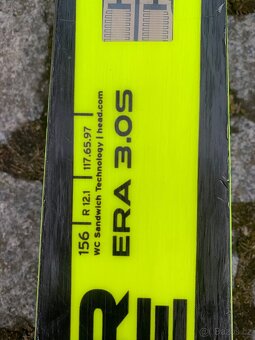 156 | R 12.1 | 117.65.97 |
WC Sandwich Technology | head.com
ERA 3.0S
R
E